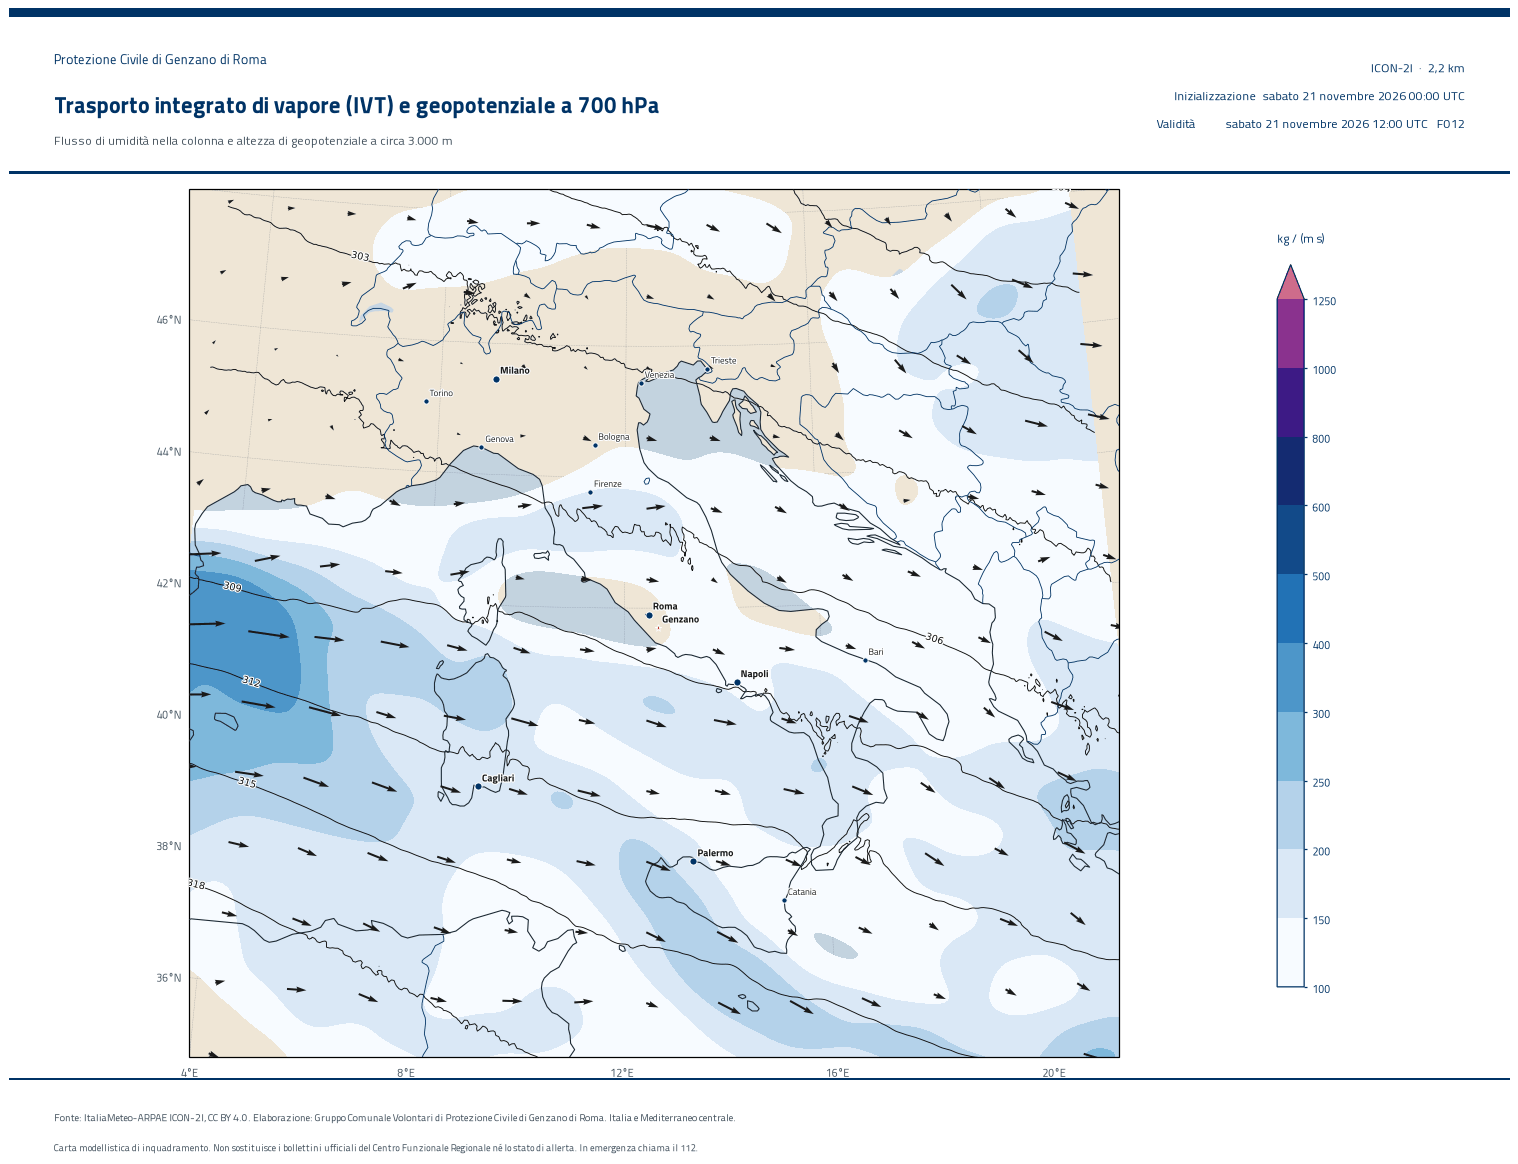 Protezione Civile di Genzano di Roma
Trasporto integrato di vapore (IVT) e geopotenziale a 700 hPa
Flusso di umidità nella colonna e altezza di geopotenziale a circa 3.000 m
ICON-2I · 2,2 km
Inizializzazione sabato 21 novembre 2026 00:00 UTC
Validità sabato 21 novembre 2026 12:00 UTC F012
kg / (m s)
1250
1000
800
600
500
400
300
250
200
150
100
46°N
44°N
42°N
40°N
38°N
36°N
4°E
8°E
12°E
16°E
20°E
303
309
306
312
315
318
Trieste
Milano
Venezia
Torino
Genova
Bologna
Firenze
Roma
Genzano
Bari
Napoli
Cagliari
Palermo
Catania
Fonte: ItaliaMeteo-ARPAE ICON-2I, CC BY 4.0. Elaborazione: Gruppo Comunale Volontari di Protezione Civile di Genzano di Roma. Italia e Mediterraneo centrale.
Carta modellistica di inquadramento. Non sostituisce i bollettini ufficiali del Centro Funzionale Regionale né lo stato di allerta. In emergenza chiama il 112.